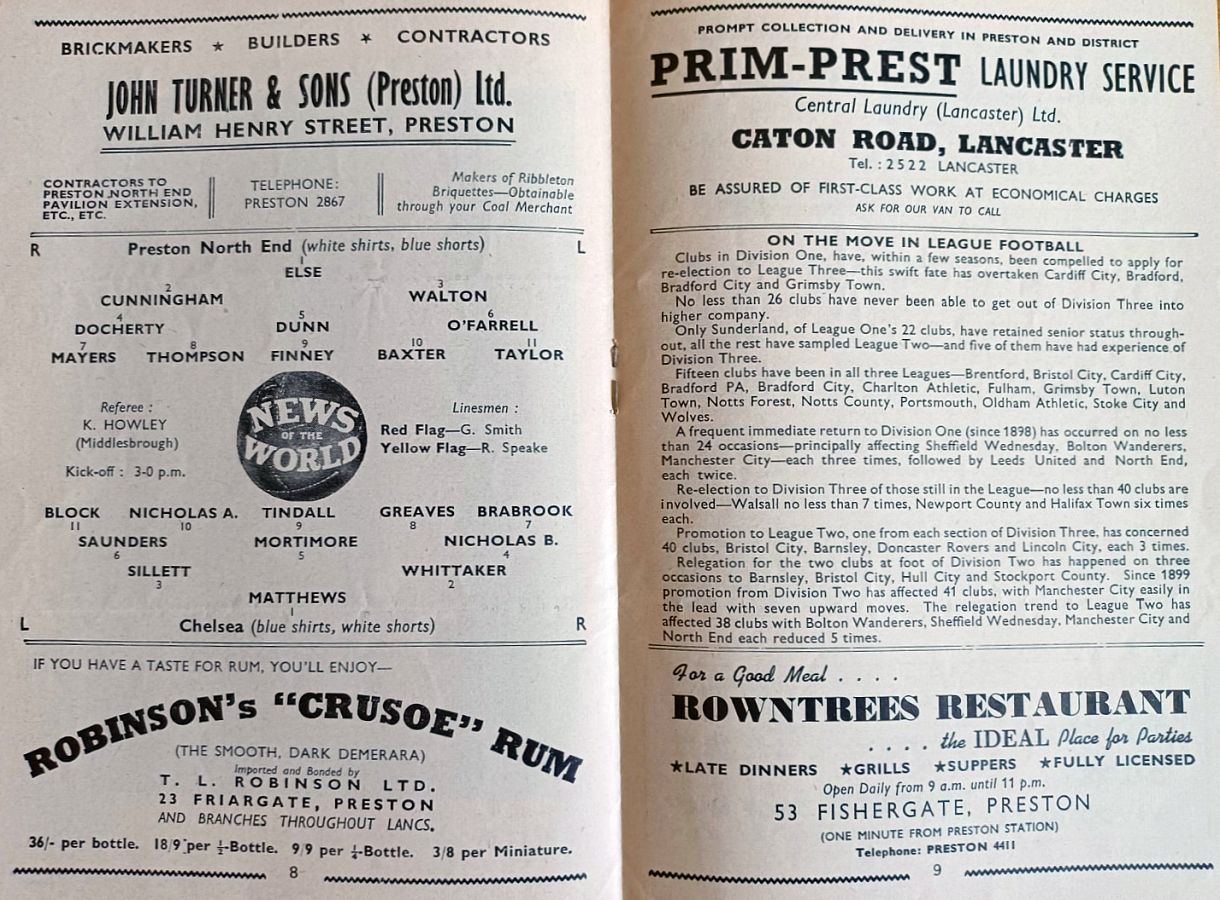 BRICKMAKERS ★ BUILDERS ★ CONTRACTORS
JOHN TURNER & SONS (Preston) Ltd.
WILLIAM HENRY STREET, PRESTON
CONTRACTORS TO
PRESTON NORTH END
PAVILION EXTENSION,
ETC., ETC.
TELEPHONE:
PRESTON 2867
Makers of Ribbleton
Briquettes—Obtainable
through your Coal Merchant
R Preston North End (white shirts, blue shorts) L
1
ELSE
2 3
CUNNINGHAM WALTON
4 5 6
DOCHERTY DUNN O'FARRELL
7 8 9 10 11
MAYERS THOMPSON FINNEY BAXTER TAYLOR
Referee :
K. HOWLEY
(Middlesbrough)
Kick-off : 3-0 p.m.
NEWS
OF THE
WORLD
Linesmen :
Red Flag—G. Smith
Yellow Flag—R. Speake
BLOCK NICHOLAS A. TINDALL GREAVES BRABROOK
11 10 9 8 7
SAUNDERS MORTIMORE NICHOLAS B.
6 5 4
SILLETT WHITTAKER
3 2
MATTHEWS
1
L Chelsea (blue shirts, white shorts) R
IF YOU HAVE A TASTE FOR RUM, YOU'LL ENJOY—
ROBINSON's "CRUSOE" RUM
(THE SMOOTH, DARK DEMERARA)
Imported and Bonded by
T. L. ROBINSON LTD.
23 FRIARGATE, PRESTON
AND BRANCHES THROUGHOUT LANCS.
36/- per bottle. 18/9 per ½-Bottle. 9/9 per ¼-Bottle. 3/8 per Miniature.
8
PROMPT COLLECTION AND DELIVERY IN PRESTON AND DISTRICT
PRIM-PREST LAUNDRY SERVICE
Central Laundry (Lancaster) Ltd.
CATON ROAD, LANCASTER
Tel. : 2522 LANCASTER
BE ASSURED OF FIRST-CLASS WORK AT ECONOMICAL CHARGES
ASK FOR OUR VAN TO CALL
ON THE MOVE IN LEAGUE FOOTBALL
Clubs in Division One, have, within a few seasons, been compelled to apply for
re-election to League Three—this swift fate has overtaken Cardiff City, Bradford,
Bradford City and Grimsby Town.
No less than 26 clubs have never been able to get out of Division Three into
higher company.
Only Sunderland, of League One's 22 clubs, have retained senior status through-
out, all the rest have sampled League Two—and five of them have had experience of
Division Three.
Fifteen clubs have been in all three Leagues—Brentford, Bristol City, Cardiff City,
Bradford PA, Bradford City, Charlton Athletic, Fulham, Grimsby Town, Luton
Town, Notts Forest, Notts County, Portsmouth, Oldham Athletic, Stoke City and
Wolves.
A frequent immediate return to Division One (since 1898) has occurred on no less
than 24 occasions—principally affecting Sheffield Wednesday, Bolton Wanderers,
Manchester City—each three times, followed by Leeds United and North End,
each twice.
Re-election to Division Three of those still in the League—no less than 40 clubs are
involved—Walsall no less than 7 times, Newport County and Halifax Town six times
each.
Promotion to League Two, one from each section of Division Three, has concerned
40 clubs, Bristol City, Barnsley, Doncaster Rovers and Lincoln City, each 3 times.
Relegation for the two clubs at foot of Division Two has happened on three
occasions to Barnsley, Bristol City, Hull City and Stockport County. Since 1899
promotion from Division Two has affected 41 clubs, with Manchester City easily in
the lead with seven upward moves. The relegation trend to League Two has
affected 38 clubs with Bolton Wanderers, Sheffield Wednesday, Manchester City and
North End each reduced 5 times.
For a Good Meal . . . .
ROWNTREES RESTAURANT
. . . . the IDEAL Place for Parties
★LATE DINNERS ★GRILLS ★SUPPERS ★FULLY LICENSED
Open Daily from 9 a.m. until 11 p.m.
53 FISHERGATE, PRESTON
(ONE MINUTE FROM PRESTON STATION)
Telephone: PRESTON 4411
9